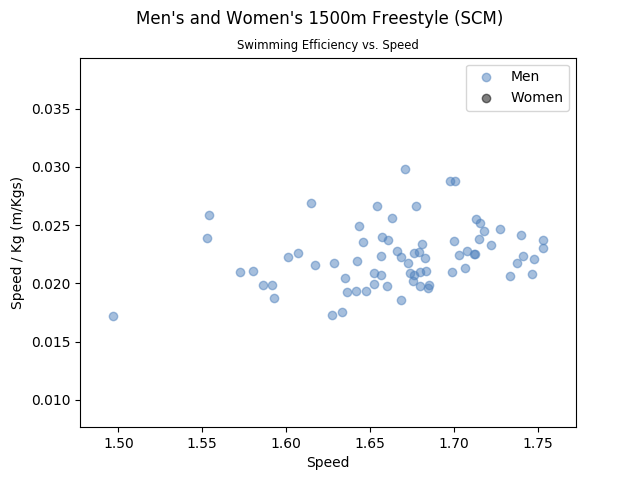 Men's and Women's 1500m Freestyle (SCM)
Swimming Efficiency vs. Speed
Men
Women
0.035
0.030
0.025
0.020
0.015
0.010
Speed / Kg (m/Kgs)
1.50 1.55 1.60 1.65 1.70 1.75
Speed